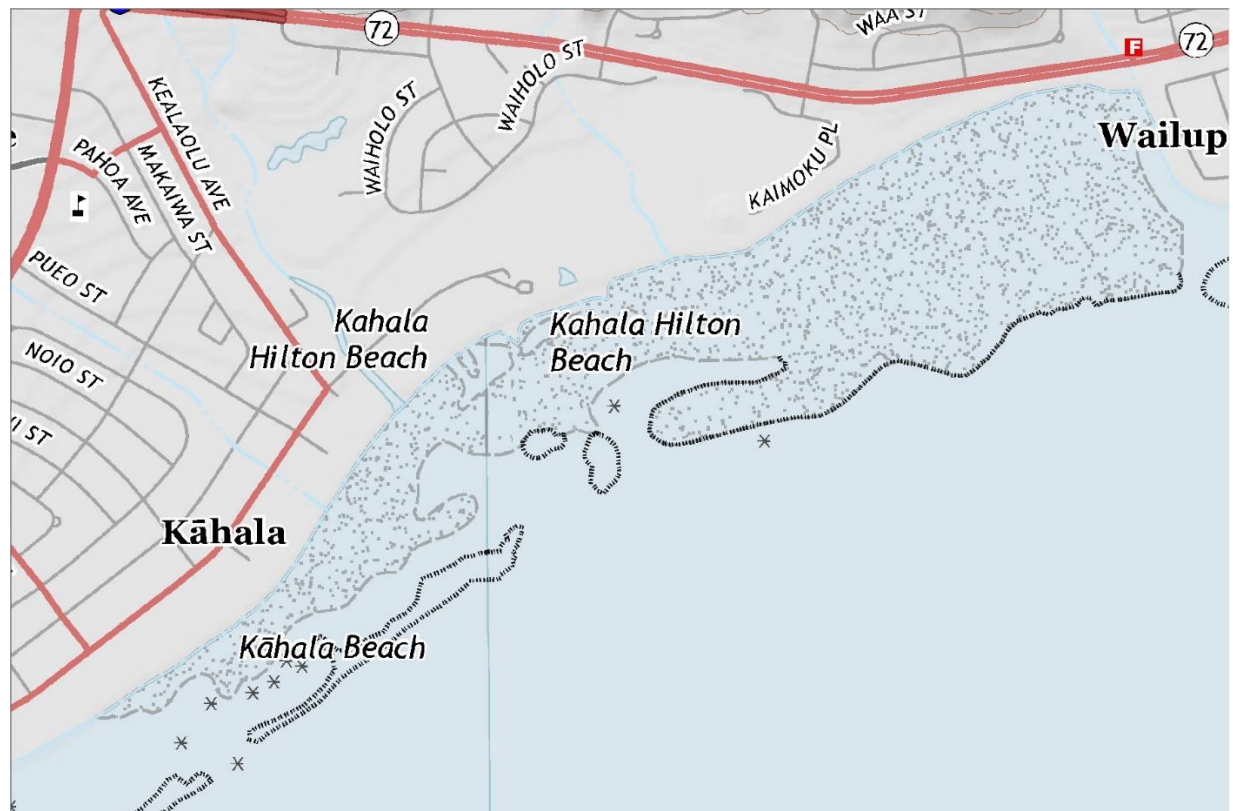 72
WAA ST
F
72
WAIHOLO ST
WAIHOLO ST
KEALAOLU AVE
MAKAIWA ST
PAHOA AVE
KAIMOKU PL
Wailup
PUEO ST
NOIO ST
Kahala
Hilton Beach
Kahala Hilton
Beach
I ST
Kāhala
Kāhala Beach